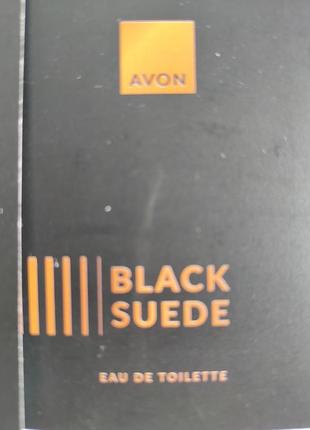 AVON
BLACK
SUEDE
EAU DE TOILETTE